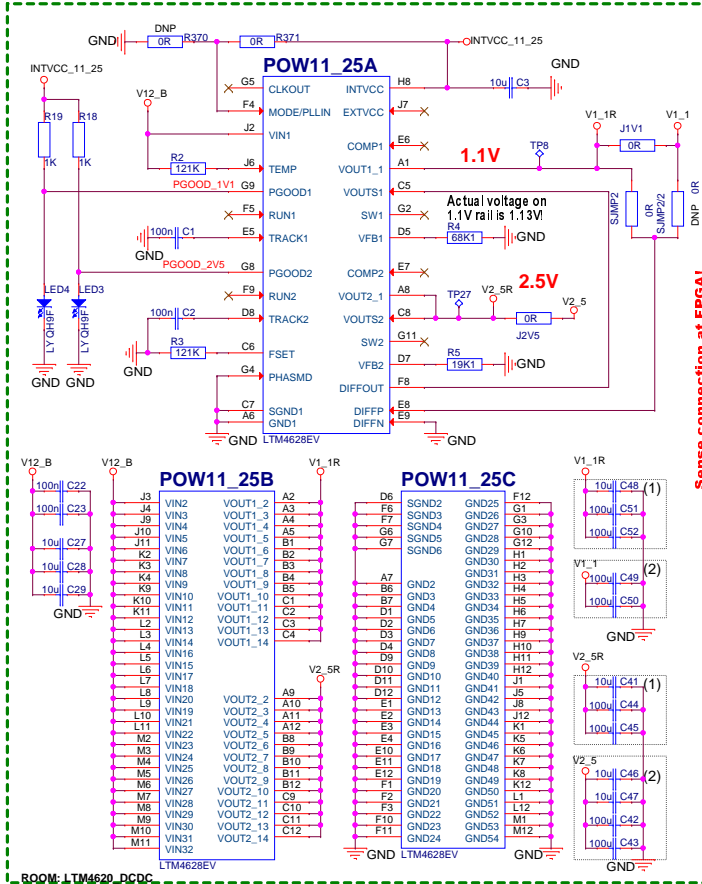 DNP
GND 0R R370 0R R371 INTVCC_11_25
POW11_25A
INTVCC_11_25
R19 R18
1K 1K
V12_B
R2
121K
PGOOD_1V1
100n C1
GND
PGOOD_2V5
LED4 LED3
LY QH9F LY QH9F
GND GND
100n C2
R3
121K
GND
GND
G5 CLKOUT
F4 MODE/PLLIN
J2 VIN1
J6 TEMP
G9 PGOOD1
F5 RUN1
E5 TRACK1
G8 PGOOD2
F9 RUN2
D8 TRACK2
C6 FSET
G4 PHASMD
C7 SGND1
A6 GND1
LTM4628EV
INTVCC H8
EXTVCC J7
COMP1 E6
VOUT1_1 A1
VOUTS1 C5
SW1 G2
VFB1 D5
COMP2 E7
VOUT2_1 A8
VOUTS2 C8
SW2 G11
VFB2 D7
DIFFOUT F8
DIFFP E8
DIFFN E9
10u C3
GND
1.1V
TP8
V1_1R V1_1
J1V1
0R
SJMP2
0R
SJMP2/2
DNP 0R
Actual voltage on
1.1V rail is 1.13V!
R4
68K1
GND
2.5V
TP27
V2_5R V2_5
0R
J2V5
R5
19K1
GND
GND
Sense connection at FPGA!
V12_B
100n C22
100n C23
10u C27
10u C28
10u C29
GND
V12_B
POW11_25B
V1_1R
J3 VIN2
J4 VIN3
J9 VIN4
J10 VIN5
J11 VIN6
K2 VIN7
K3 VIN8
K4 VIN9
K9 VIN10
K10 VIN11
K11 VIN12
L2 VIN13
L3 VIN14
L4 VIN15
L5 VIN16
L6 VIN17
L7 VIN18
L8 VIN20
L9 VIN19
L10 VIN21
L11 VIN22
M2 VIN23
M3 VIN24
M4 VIN25
M5 VIN26
M6 VIN27
M7 VIN28
M8 VIN29
M9 VIN30
M10 VIN31
M11 VIN32
LTM4628EV
VOUT1_2 A2
VOUT1_3 A3
VOUT1_4 A4
VOUT1_5 A5
VOUT1_6 B1
VOUT1_7 B2
VOUT1_8 B3
VOUT1_9 B4
VOUT1_10 B5
VOUT1_11 C1
VOUT1_12 C2
VOUT1_13 C3
VOUT1_14 C4
V2_5R
VOUT2_2 A9
VOUT2_3 A10
VOUT2_4 A11
VOUT2_5 A12
VOUT2_6 B8
VOUT2_7 B9
VOUT2_8 B10
VOUT2_9 B11
VOUT2_10 B12
VOUT2_11 C9
VOUT2_12 C10
VOUT2_13 C11
VOUT2_14 C12
POW11_25C
D6 SGND2
F6 SGND3
F7 SGND4
G6 SGND5
G7 SGND6
A7 GND2
B6 GND3
B7 GND4
D1 GND5
D2 GND6
D3 GND7
D4 GND8
D9 GND9
D10 GND10
D11 GND11
D12 GND12
E1 GND13
E2 GND14
E3 GND15
E4 GND16
E10 GND17
E11 GND18
E12 GND19
F1 GND20
F2 GND21
F3 GND22
F10 GND23
F11 GND24
GND
LTM4628EV
GND25 F12
GND26 G1
GND27 G3
GND28 G10
GND29 G12
GND30 H1
GND31 H2
GND32 H3
GND33 H4
GND34 H5
GND35 H6
GND36 H7
GND37 H9
GND38 H10
GND39 H11
GND40 H12
GND41 J1
GND42 J5
GND43 J8
GND44 J12
GND45 K1
GND46 K5
GND47 K6
GND48 K7
GND49 K8
GND50 K12
GND51 L1
GND52 L12
GND53 M1
GND54 M12
GND
V1_1R
10u C48 (1)
100u C51
100u C52
V1_1 (2)
100u C49
100u C50
GND
V2_5R
10u C41 (1)
100u C44
100u C45
V2_5
10u C46 (2)
10u C47
100u C42
100u C43
GND
ROOM: LTM4620_DCDC